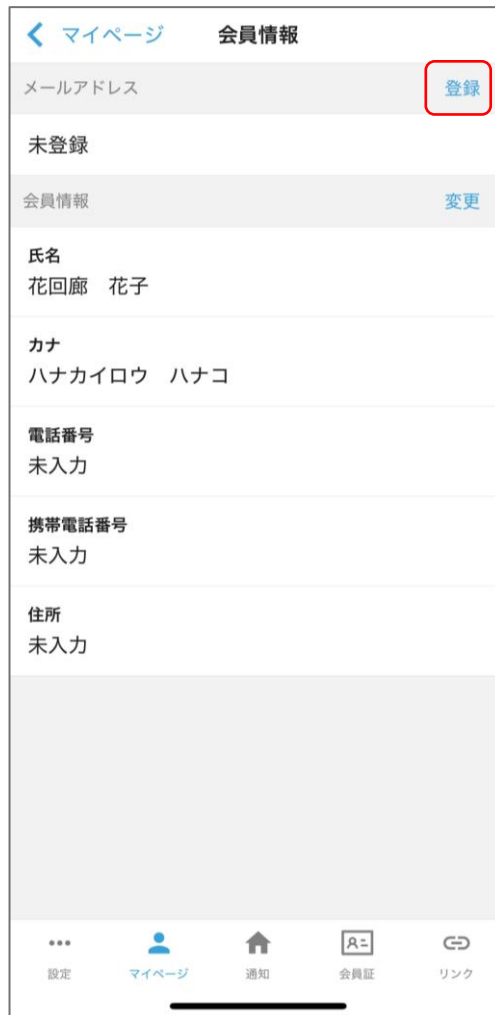 マイページ 会員情報
メールアドレス 登録
未登録
会員情報 変更
氏名
花回廊　花子
カナ
ハナカイロウ　ハナコ
電話番号
未入力
携帯電話番号
未入力
住所
未入力
設定 マイページ 通知 会員証 リンク